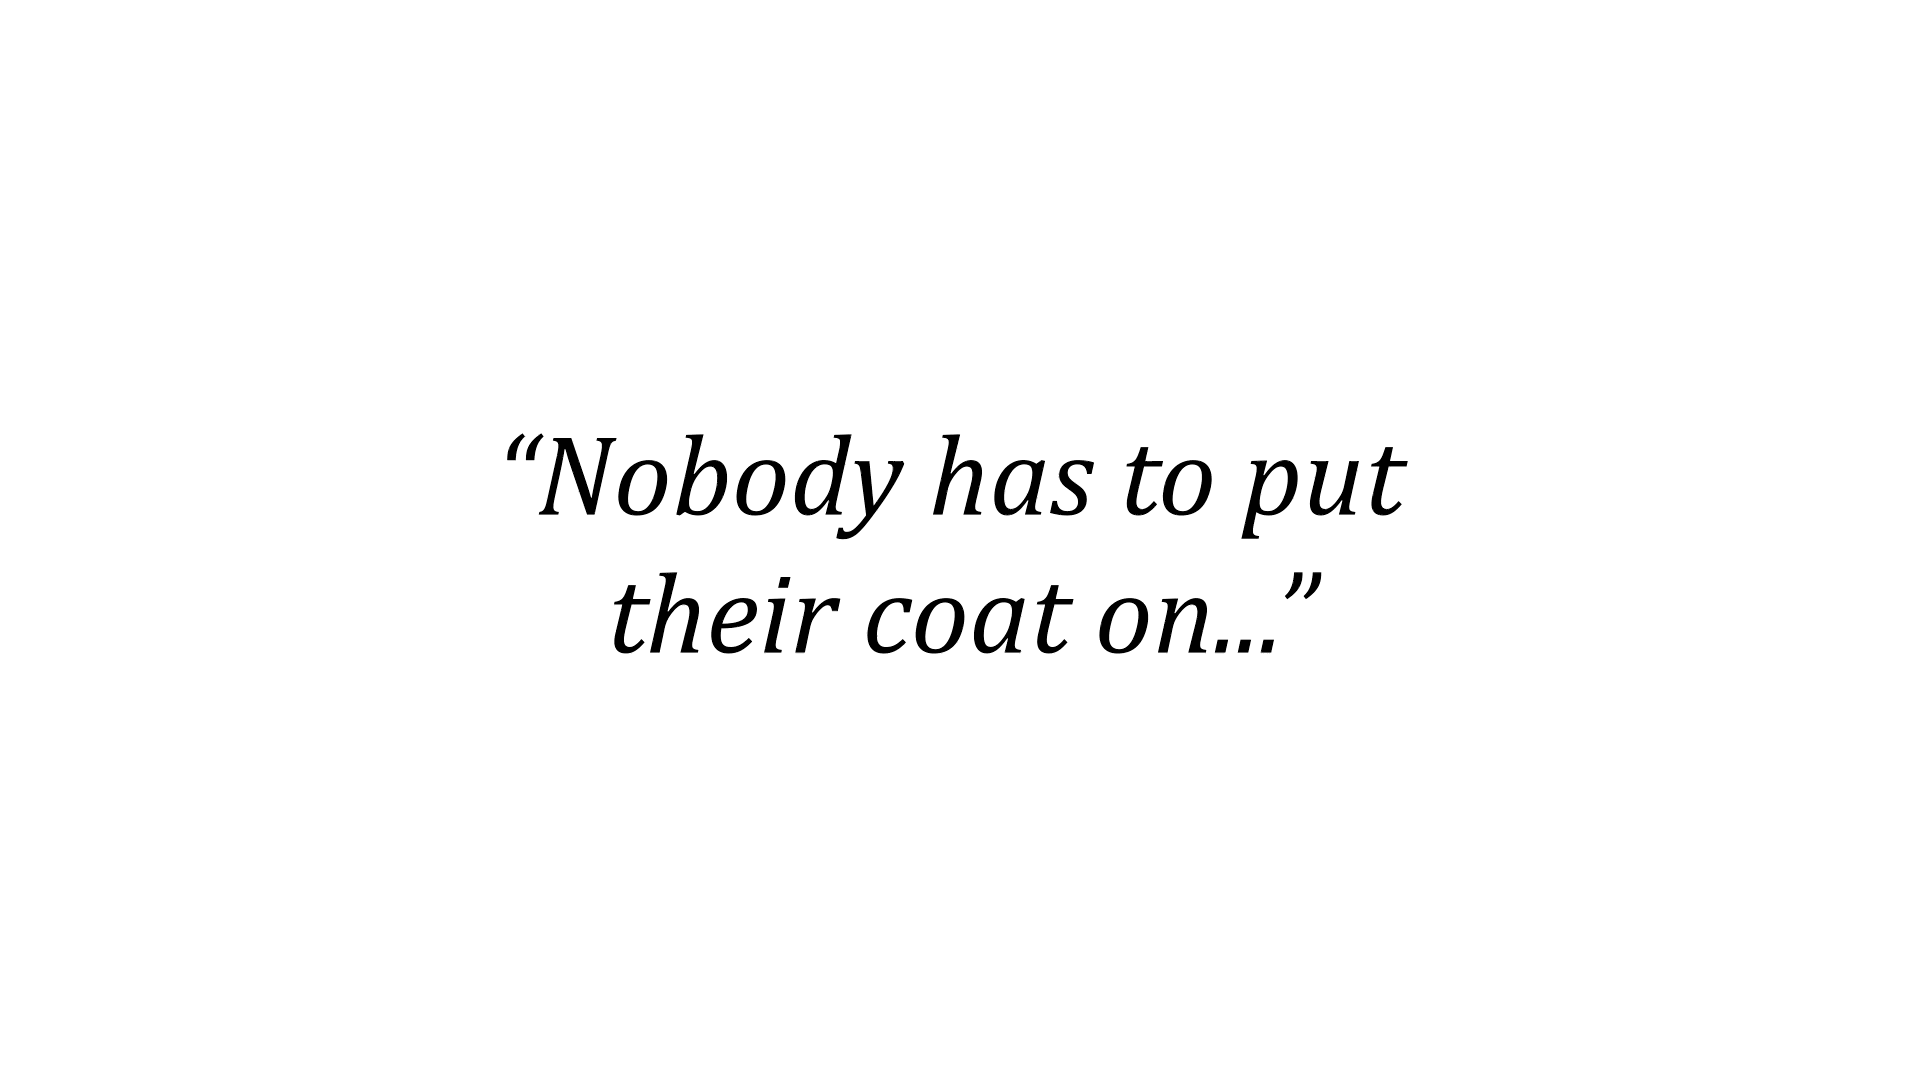 “Nobody has to put
their coat on...”